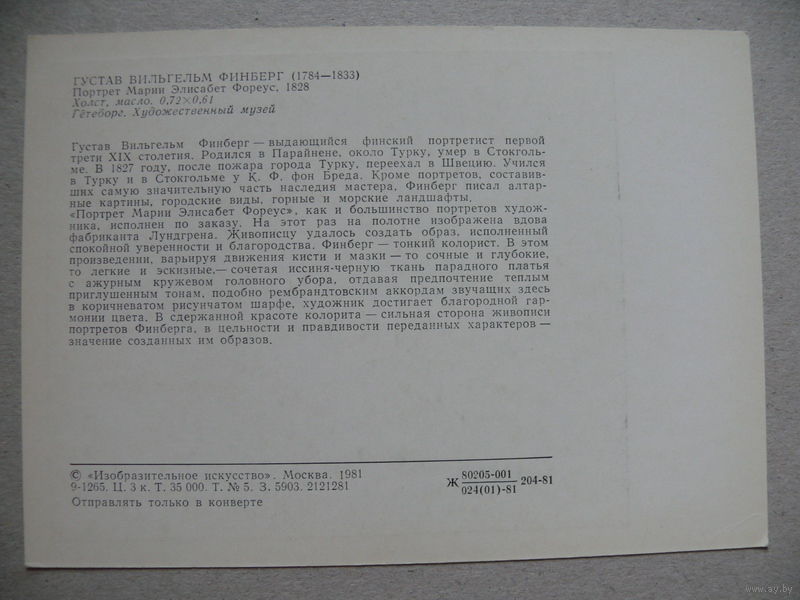 ГУСТАВ ВИЛЬГЕЛЬМ ФИНБЕРГ (1784—1833)
Портрет Марии Элисабет Фореус, 1828
Холст, масло. 0,72×0,61
Гётеборг. Художественный музей
Густав Вильгельм Финберг — выдающийся финский портретист первой
трети XIX столетия. Родился в Парайнене, около Турку, умер в Стокголь-
ме. В 1827 году, после пожара города Турку, переехал в Швецию. Учился
в Турку и в Стокгольме у К. Ф. фон Бреда. Кроме портретов, составив-
ших самую значительную часть наследия мастера, Финберг писал алтар-
ные картины, городские виды, горные и морские ландшафты.
«Портрет Марии Элисабет Фореус», как и большинство портретов худож-
ника, исполнен по заказу. На этот раз на полотне изображена вдова
фабриканта Лундгрена. Живописцу удалось создать образ, исполненный
спокойной уверенности и благородства. Финберг — тонкий колорист. В этом
произведении, варьируя движения кисти и мазки — то сочные и глубокие,
то легкие и эскизные,— сочетая иссиня-черную ткань парадного платья
с ажурным кружевом головного убора, отдавая предпочтение теплым
приглушенным тонам, подобно рембрандтовским аккордам звучащих здесь
в коричневатом рисунчатом шарфе, художник достигает благородной гар-
монии цвета. В сдержанной красоте колорита — сильная сторона живописи
портретов Финберга, в цельности и правдивости переданных характеров —
значение созданных им образов.
© «Изобразительное искусство». Москва. 1981
9-1265. Ц. 3 к. Т. 35 000. Т. № 5. З. 5903. 2121281
Отправлять только в конверте
Ж 80205-001 204-81
024(01)-81
www.ay.by